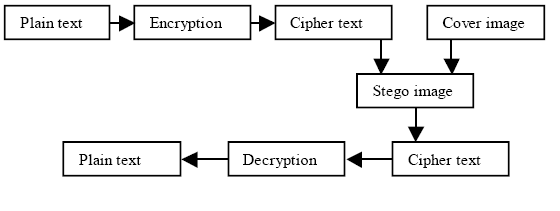 Plain text
Encryption
Cipher text
Cover image
Stego image
Plain text
Decryption
Cipher text